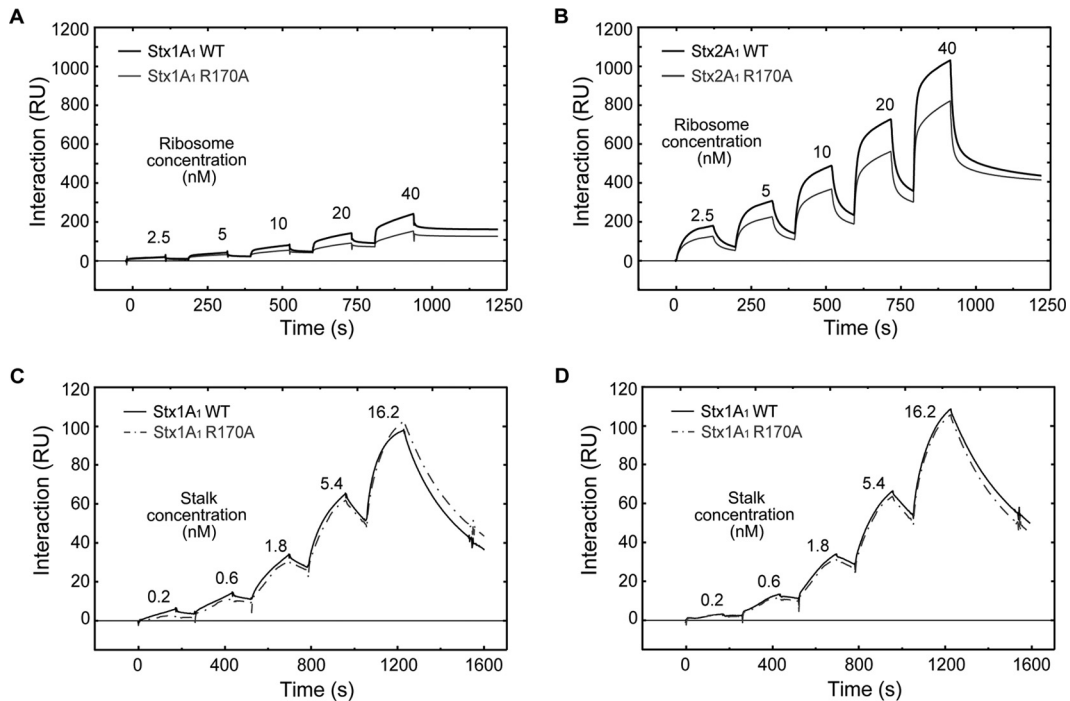 A
1200
1000
800
600
400
200
0
Interaction (RU)
Stx1A₁ WT
Stx1A₁ R170A
Ribosome
concentration
(nM)
2.5
5
10
20
40
0
250
500
750
1000
1250
Time (s)
B
1200
1000
800
600
400
200
0
Interaction (RU)
Stx2A₁ WT
Stx2A₁ R170A
Ribosome
concentration
(nM)
2.5
5
10
20
40
0
250
500
750
1000
1250
Time (s)
C
120
100
80
60
40
20
0
Interaction (RU)
Stx1A₁ WT
Stx1A₁ R170A
Stalk
concentration
(nM)
0.2
0.6
1.8
5.4
16.2
0
400
800
1200
1600
Time (s)
D
120
100
80
60
40
20
0
Interaction (RU)
Stx1A₁ WT
Stx1A₁ R170A
Stalk
concentration
(nM)
0.2
0.6
1.8
5.4
16.2
0
400
800
1200
1600
Time (s)